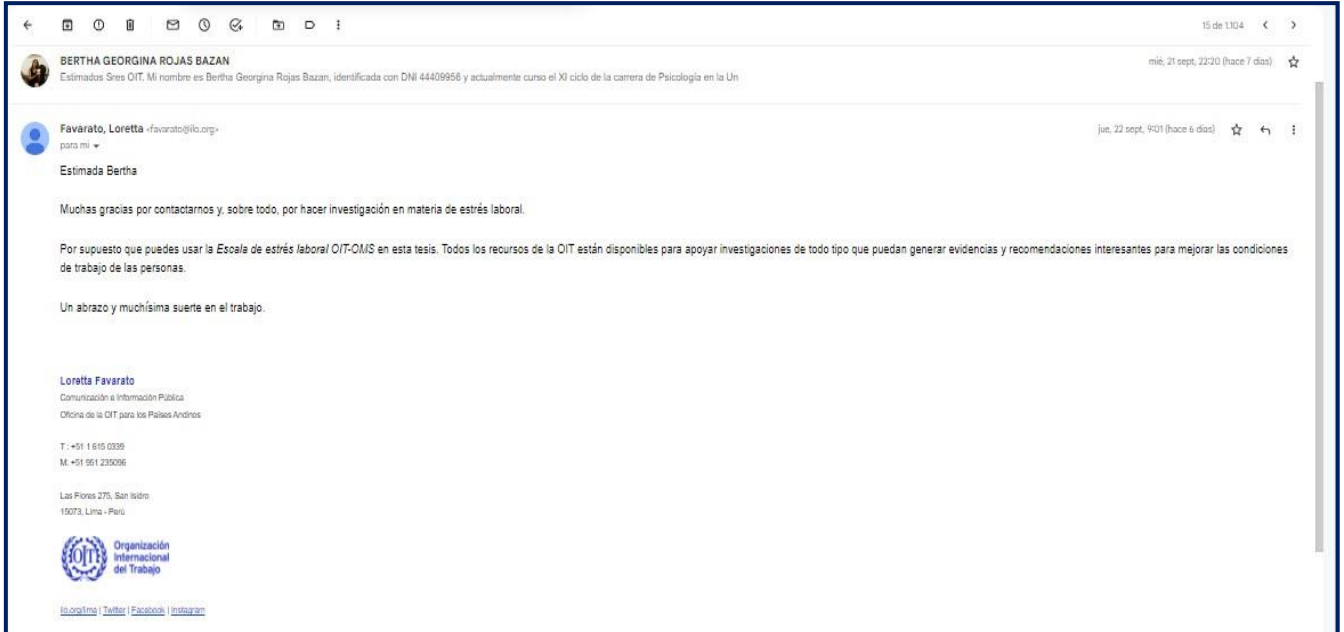 15 de 1.104
BERTHA GEORGINA ROJAS BAZAN
mié, 21 sept, 22:20 (hace 7 días)
Estimados Sres OIT. Mi nombre es Bertha Georgina Rojas Bazan, identificada con DNI 44409956 y actualmente curso el XI ciclo de la carrera de Psicología en la Un
Favarato, Loretta <favarato@ilo.org>
jue, 22 sept, 9:01 (hace 6 días)
para mí
Estimada Bertha
Muchas gracias por contactarnos y, sobre todo, por hacer investigación en materia de estrés laboral.
Por supuesto que puedes usar la Escala de estrés laboral OIT-OMS en esta tesis. Todos los recursos de la OIT están disponibles para apoyar investigaciones de todo tipo que puedan generar evidencias y recomendaciones interesantes para mejorar las condiciones
de trabajo de las personas.
Un abrazo y muchísima suerte en el trabajo.
Loretta Favarato
Comunicación e Información Pública
Oficina de la OIT para los Países Andinos
T : +51 1 615 0339
M: +51 951 235096
Las Flores 275, San Isidro
15073, Lima - Perú
OIT
Organización
Internacional
del Trabajo
ilo.org/lima | Twitter | Facebook | Instagram